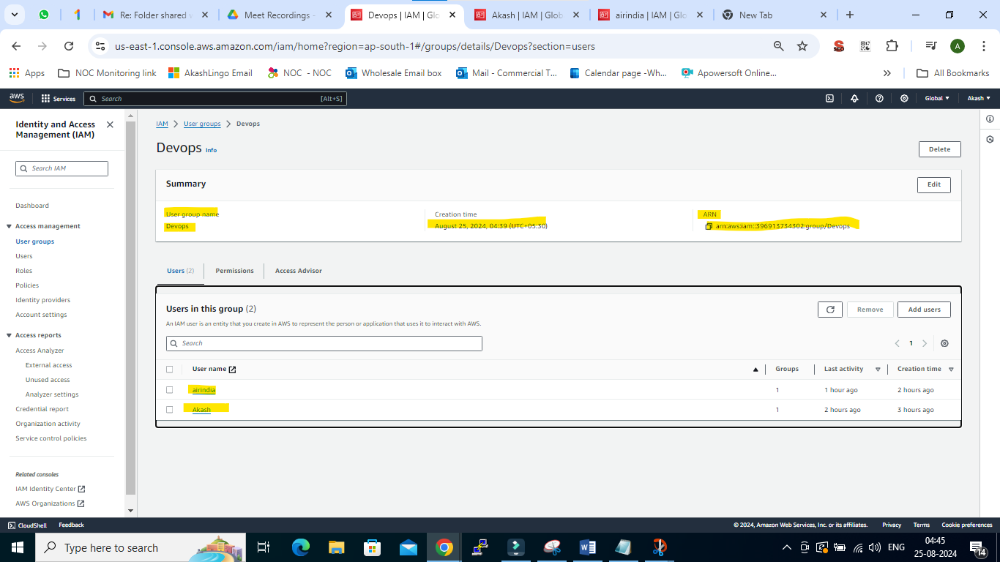 Re: Folder shared w
Meet Recordings -
Devops | IAM | Glo
Akash | IAM | Glob
airindia | IAM | Glo
New Tab
us-east-1.console.aws.amazon.com/iam/home?region=ap-south-1#/groups/details/Devops?section=users
SEO
A
Apps
NOC Monitoring link
AkashLingo Email
NOC - NOC
Wholesale Email box
Mail - Commercial T...
Calendar page -Wh...
Apowersoft Online...
»
All Bookmarks
aws
Services
Search
[Alt+S]
Global
Akash
Identity and Access
Management (IAM)
Search IAM
Dashboard
Access management
User groups
Users
Roles
Policies
Identity providers
Account settings
Access reports
Access Analyzer
External access
Unused access
Analyzer settings
Credential report
Organization activity
Service control policies
Related consoles
IAM Identity Center
AWS Organizations
IAM > User groups > Devops
Devops Info
Delete
Summary
Edit
User group name
Devops
Creation time
August 25, 2024, 04:39 (UTC+05:30)
ARN
arn:aws:iam::396913734302:group/Devops
Users (2)
Permissions
Access Advisor
Users in this group (2)
An IAM user is an entity that you create in AWS to represent the person or application that uses it to interact with AWS.
Remove
Add users
Search
1
User name
Groups
Last activity
Creation time
airindia 1 1 hour ago 2 hours ago
Akash 1 2 hours ago 3 hours ago
CloudShell
Feedback
© 2024, Amazon Web Services, Inc. or its affiliates.
Privacy
Terms
Cookie preferences
Type here to search
ENG
04:45
25-08-2024
14